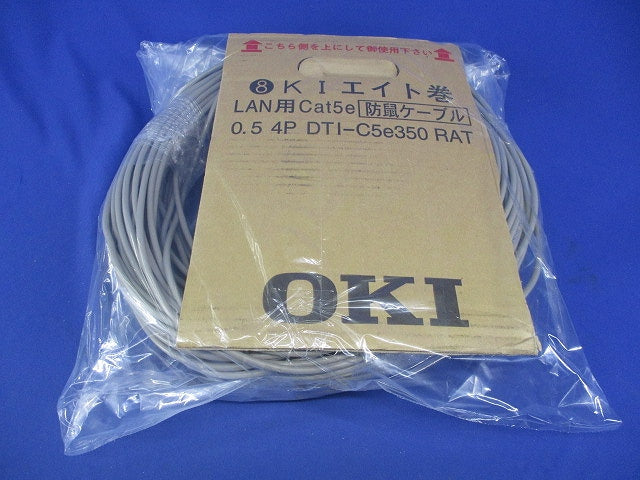 こちら側を上にして御使用下さい
❽KIエイト巻
LAN用Cat5e 防鼠ケーブル
0.5 4P DTI-C5e350 RAT
OKI